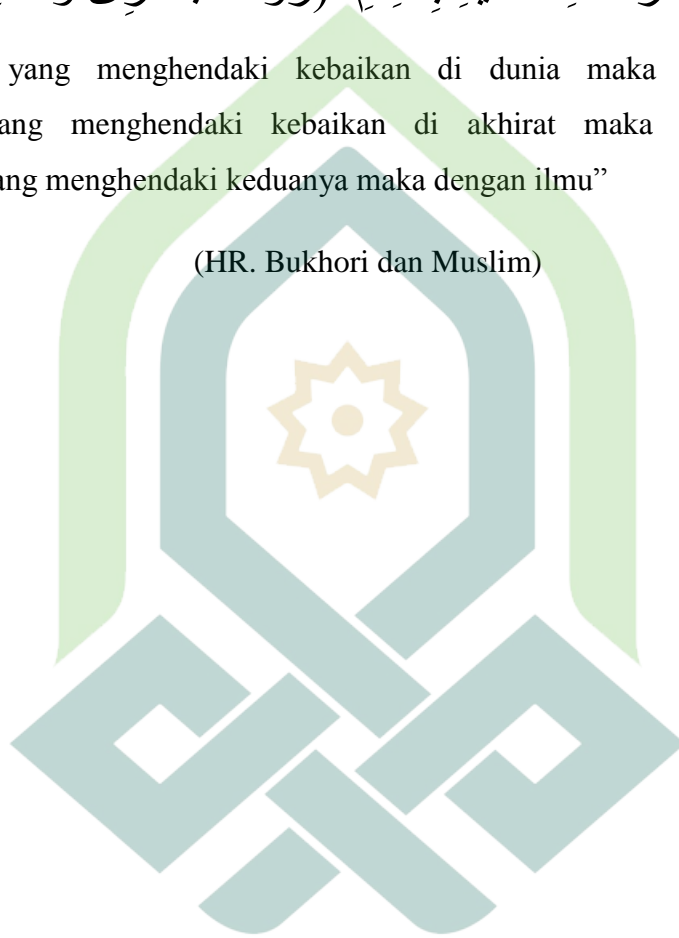 yang menghendaki kebaikan di dunia maka
menghendaki kebaikan di akhirat maka
menghendaki keduanya maka dengan ilmu”
(HR. Bukhori dan Muslim)